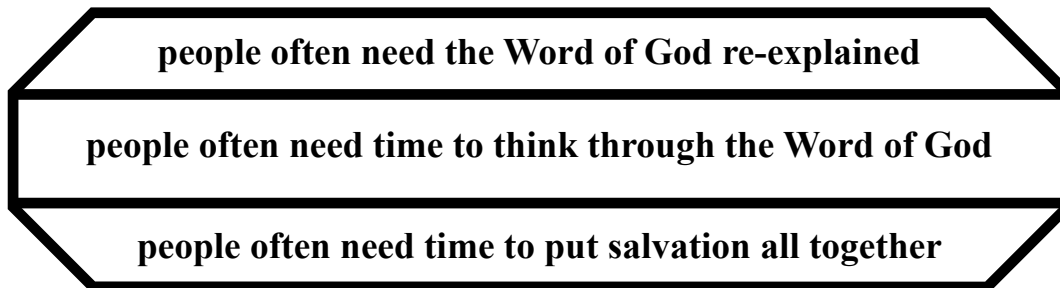 people often need the Word of God re-explained
people often need time to think through the Word of God
people often need time to put salvation all together